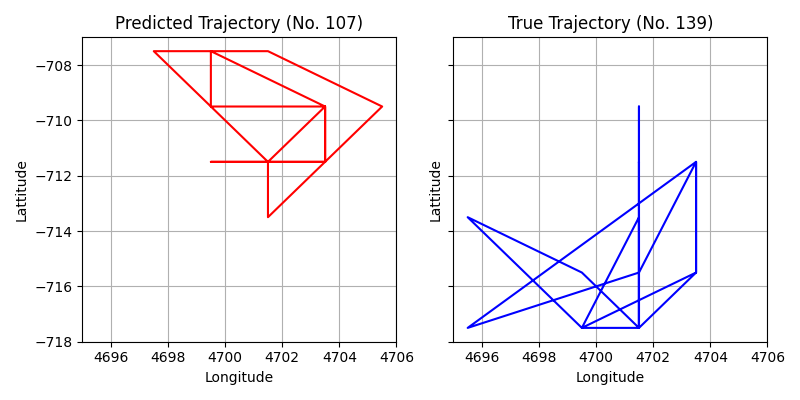 Predicted Trajectory (No. 107)
True Trajectory (No. 139)
Lattitude
−708
−710
−712
−714
−716
−718
4696 4698 4700 4702 4704 4706
Longitude
Lattitude
4696 4698 4700 4702 4704 4706
Longitude